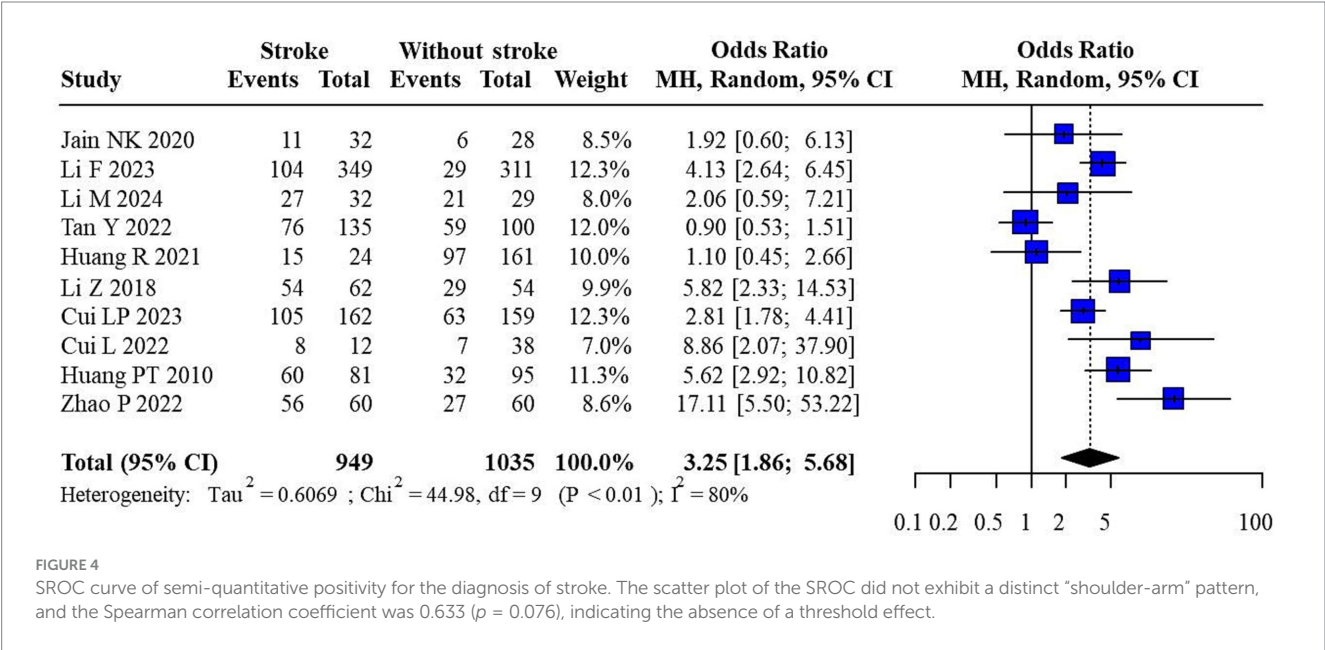 Stroke Without stroke Odds Ratio Odds Ratio
Study Events Total Events Total Weight MH, Random, 95% CI MH, Random, 95% CI
Jain NK 2020 11 32 6 28 8.5% 1.92 [0.60; 6.13]
Li F 2023 104 349 29 311 12.3% 4.13 [2.64; 6.45]
Li M 2024 27 32 21 29 8.0% 2.06 [0.59; 7.21]
Tan Y 2022 76 135 59 100 12.0% 0.90 [0.53; 1.51]
Huang R 2021 15 24 97 161 10.0% 1.10 [0.45; 2.66]
Li Z 2018 54 62 29 54 9.9% 5.82 [2.33; 14.53]
Cui LP 2023 105 162 63 159 12.3% 2.81 [1.78; 4.41]
Cui L 2022 8 12 7 38 7.0% 8.86 [2.07; 37.90]
Huang PT 2010 60 81 32 95 11.3% 5.62 [2.92; 10.82]
Zhao P 2022 56 60 27 60 8.6% 17.11 [5.50; 53.22]
Total (95% CI) 949 1035 100.0% 3.25 [1.86; 5.68]
Heterogeneity: Tau² = 0.6069 ; Chi² = 44.98, df = 9 (P < 0.01 ); I² = 80%
0.1 0.2 0.5 1 2 5 100
FIGURE 4
SROC curve of semi-quantitative positivity for the diagnosis of stroke. The scatter plot of the SROC did not exhibit a distinct “shoulder-arm” pattern,
and the Spearman correlation coefficient was 0.633 (p = 0.076), indicating the absence of a threshold effect.